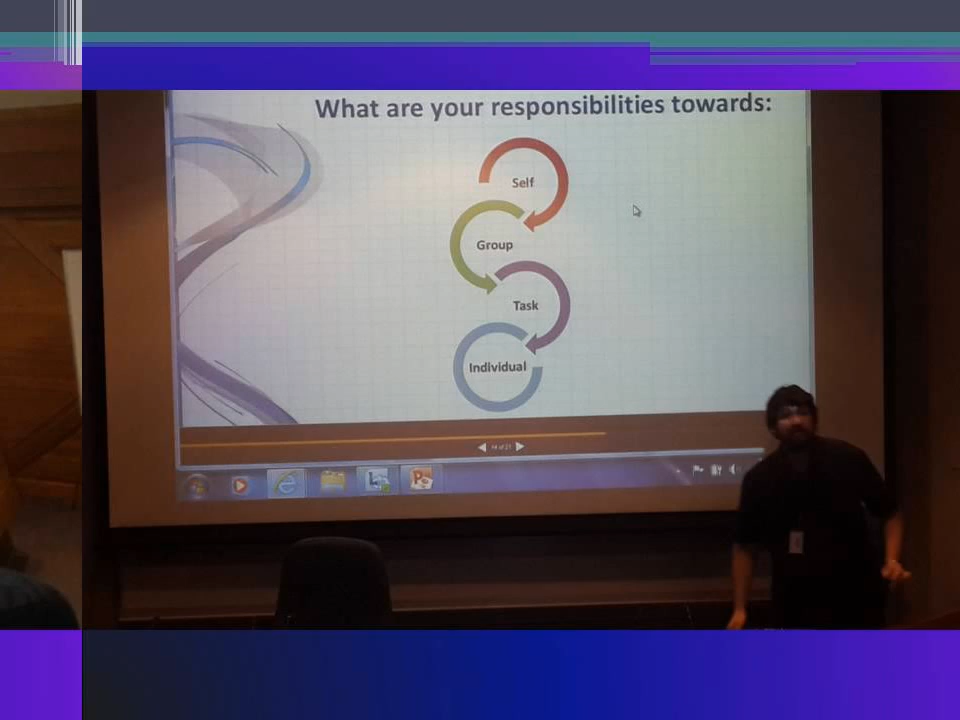 What are your responsibilities towards:
Self
Group
Task
Individual